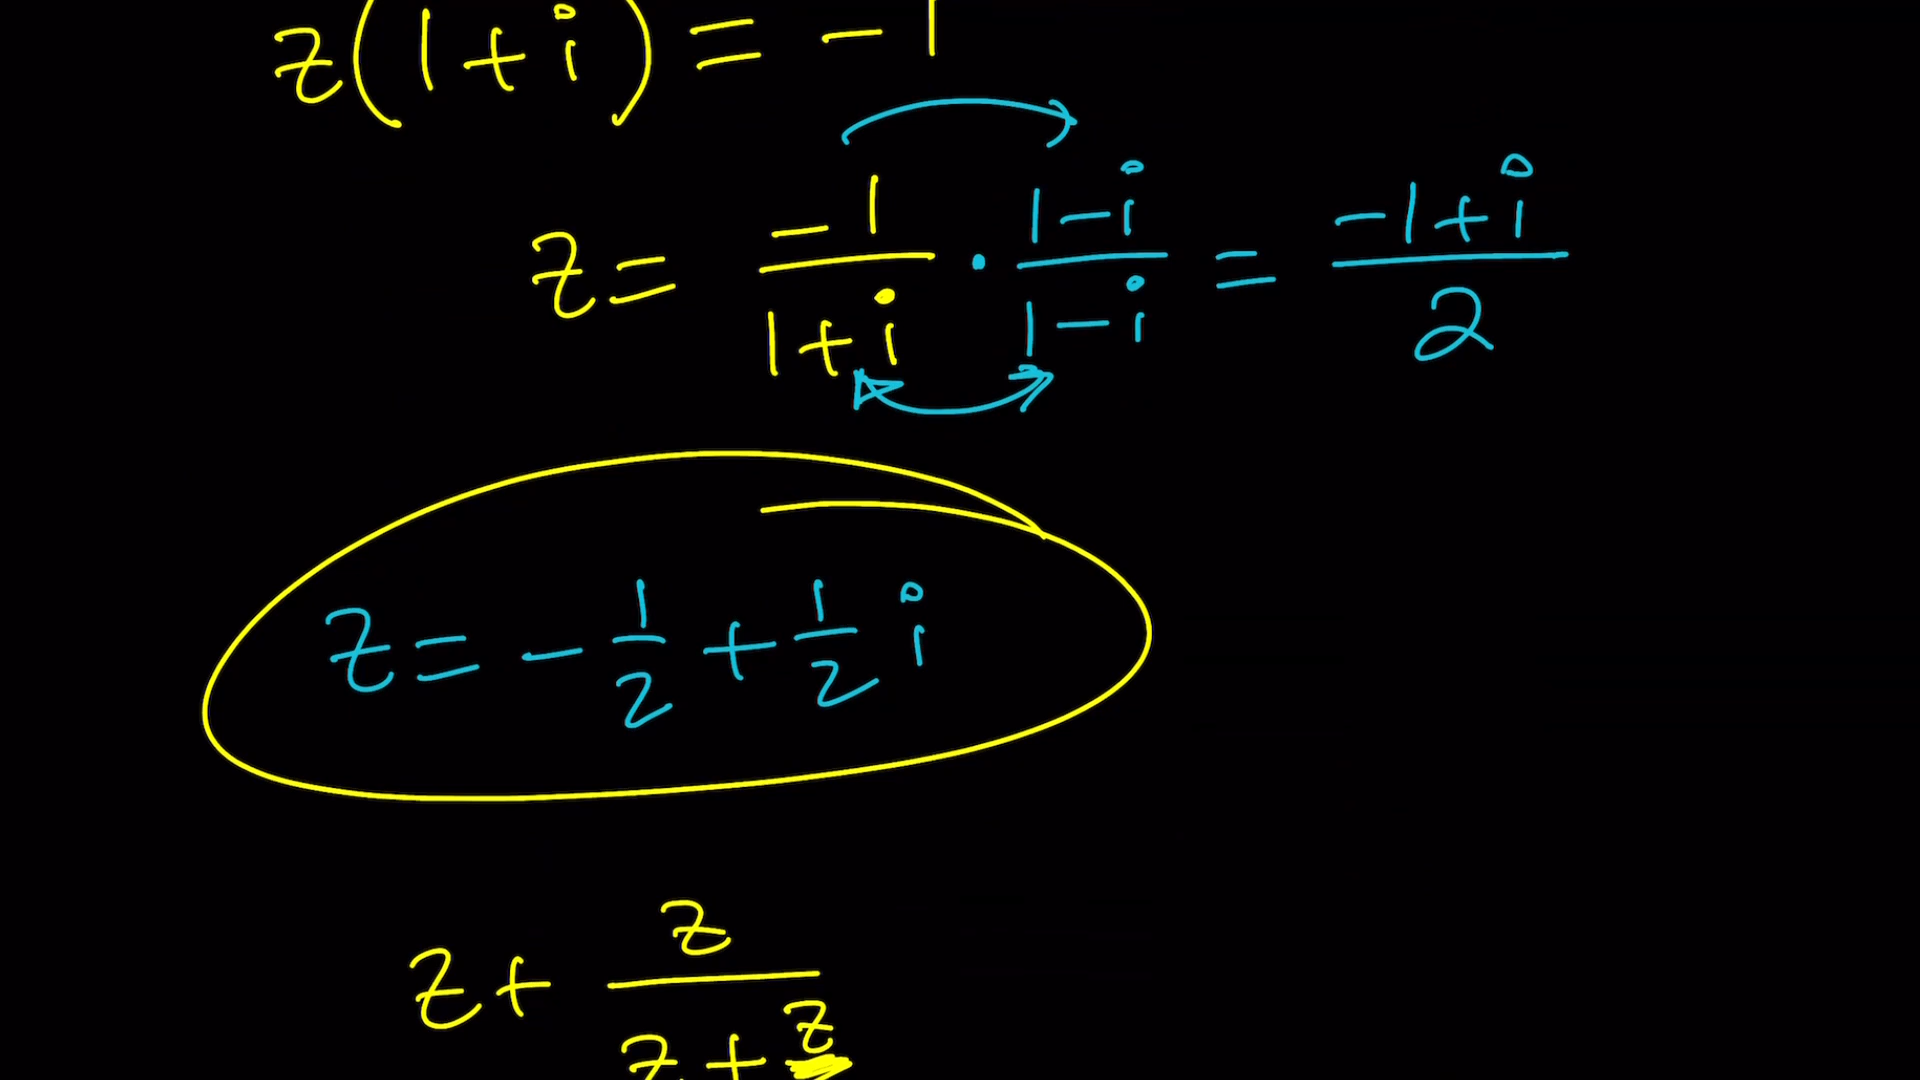 z(1+i) = -1
z = -1/(1+i) · (1-i)/(1-i) = (-1+i)/2
z = -1/2 + 1/2 i
z + z/(z + z